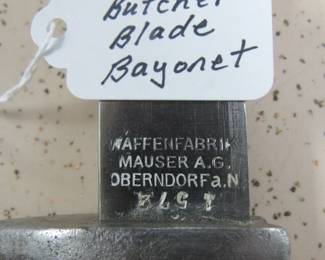 Butcher
Blade
Bayonet
WAFFENFABRIK
MAUSER A.G.
OBERNDORF a.N